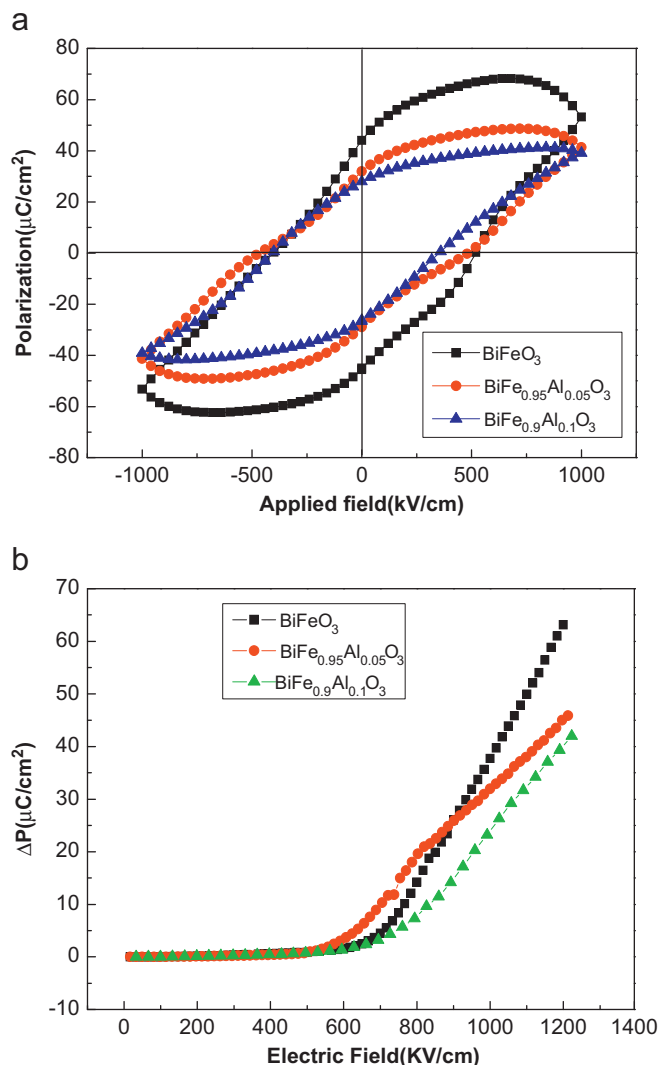 a
80
60
40
20
0
-20
-40
-60
-80
Polarization(μC/cm²)
BiFeO₃
BiFe₀.₉₅Al₀.₀₅O₃
BiFe₀.₉Al₀.₁O₃
-1000 -500 0 500 1000
Applied field(kV/cm)
b
70
60
50
40
30
20
10
0
-10
ΔP(μC/cm²)
BiFeO₃
BiFe₀.₉₅Al₀.₀₅O₃
BiFe₀.₉Al₀.₁O₃
0 200 400 600 800 1000 1200 1400
Electric Field(KV/cm)